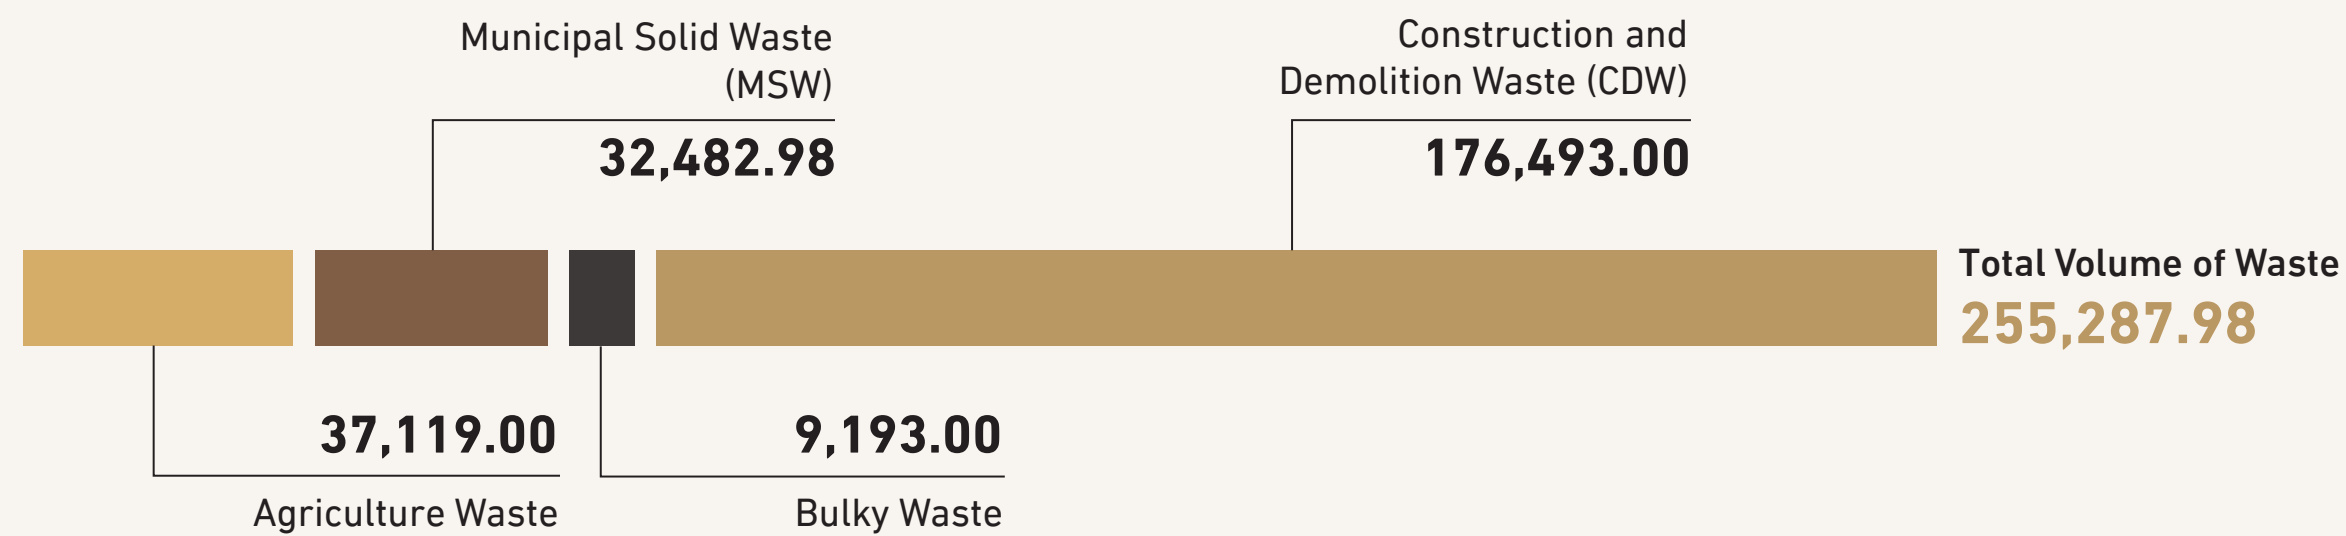 Municipal Solid Waste
(MSW)
32,482.98
Construction and
Demolition Waste (CDW)
176,493.00
Total Volume of Waste
255,287.98
37,119.00
Agriculture Waste
9,193.00
Bulky Waste